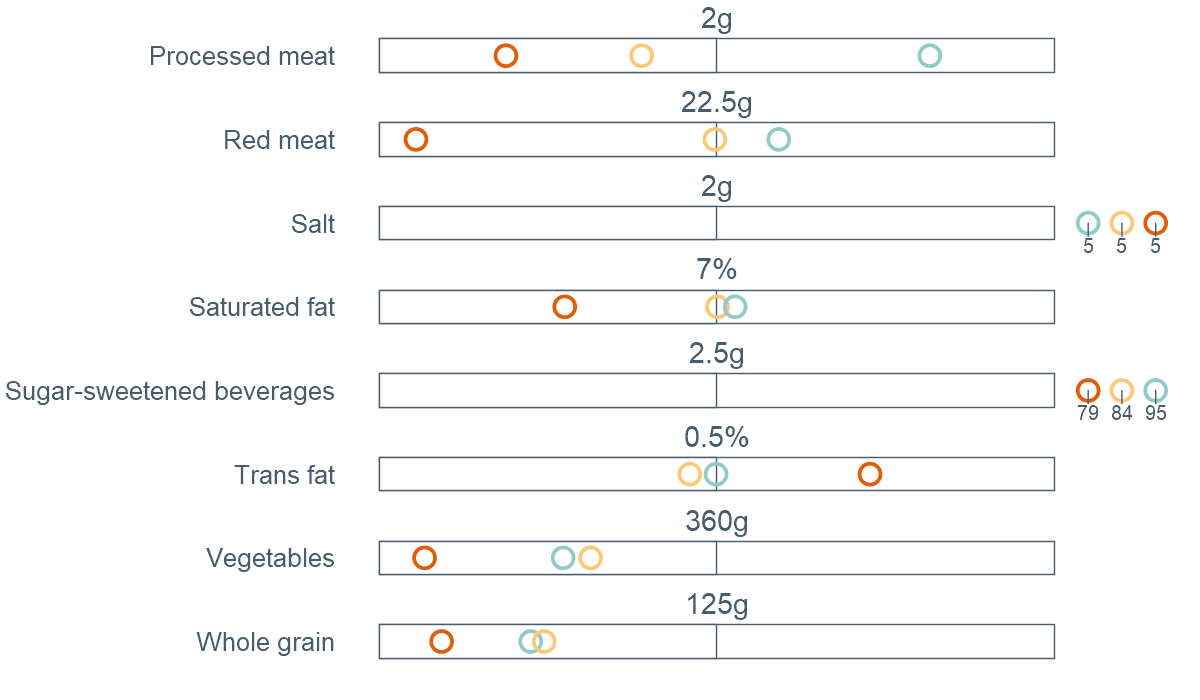 2g
Processed meat
22.5g
Red meat
2g
Salt
5 5 5
7%
Saturated fat
2.5g
Sugar-sweetened beverages
79 84 95
0.5%
Trans fat
360g
Vegetables
125g
Whole grain